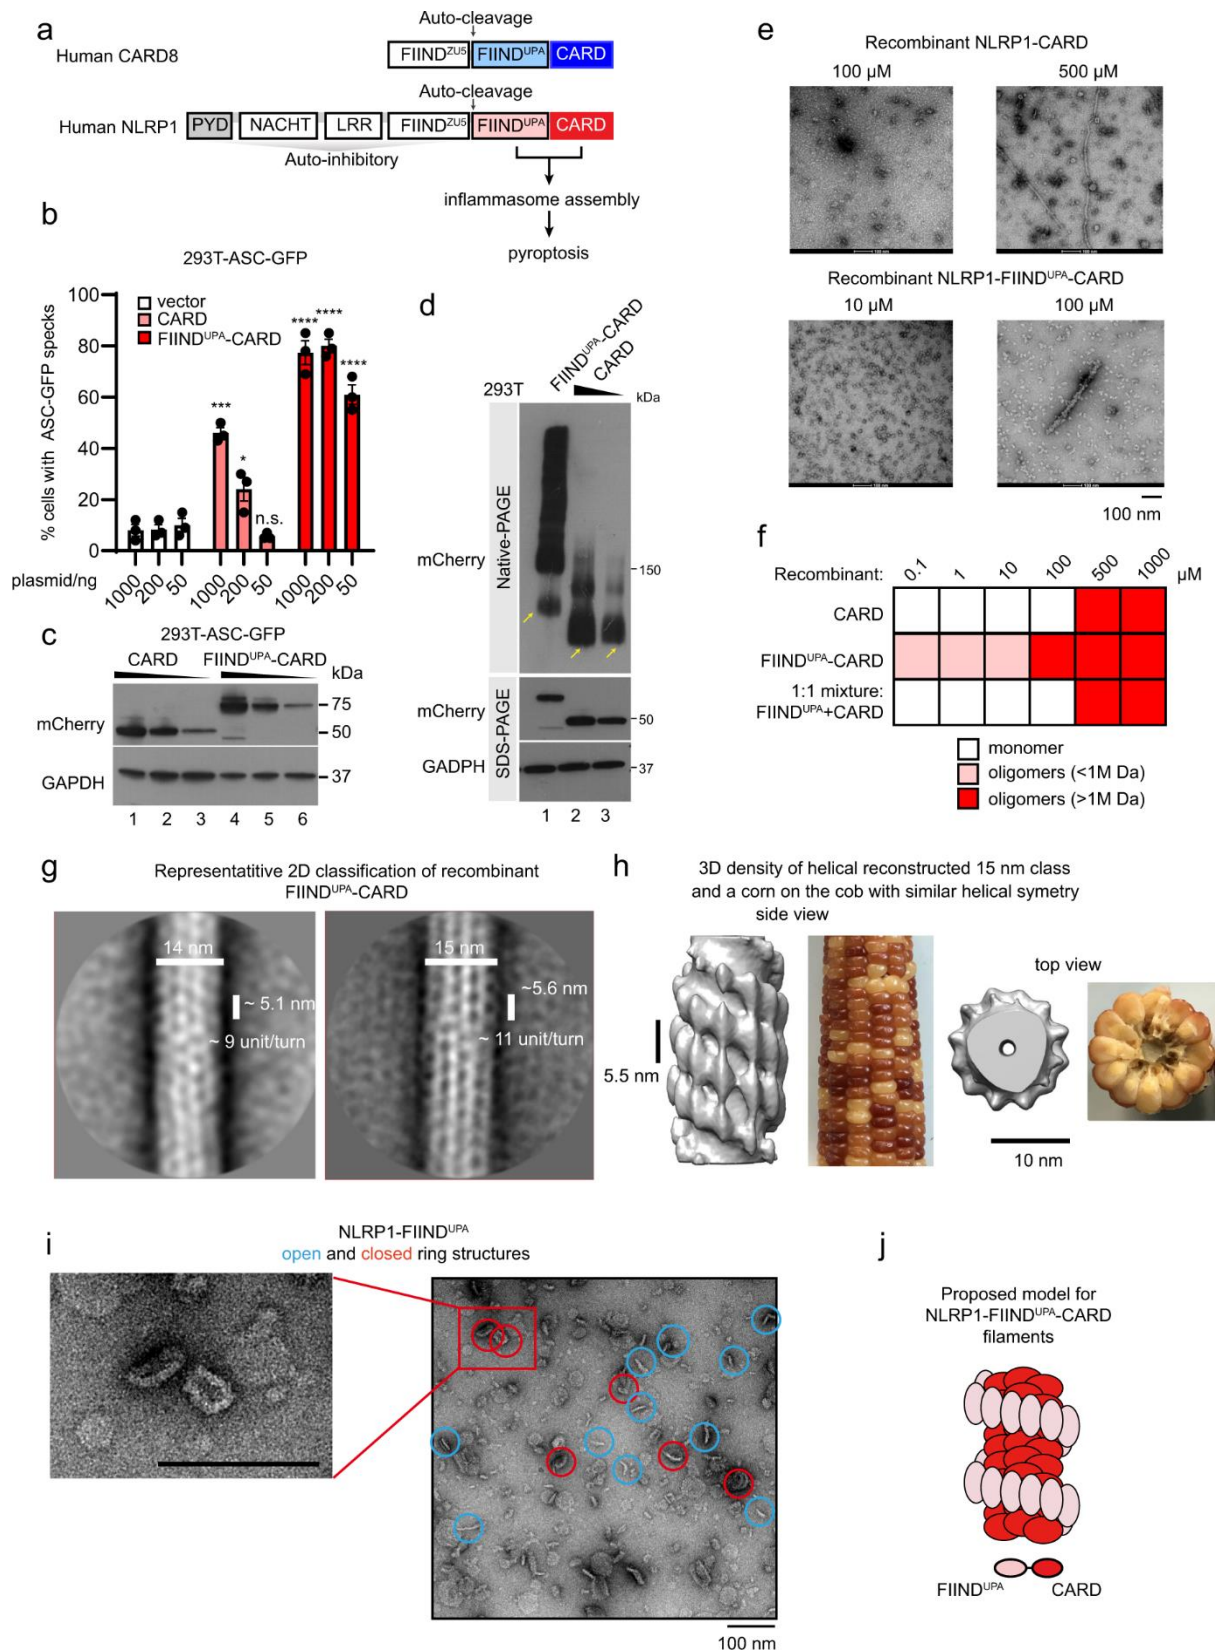 a
Auto-cleavage
Human CARD8
FIIND^ZU5 FIIND^UPA CARD
Auto-cleavage
Human NLRP1
PYD NACHT LRR FIIND^ZU5 FIIND^UPA CARD
Auto-inhibitory
inflammasome assembly
pyroptosis
b
293T-ASC-GFP
% cells with ASC-GFP specks
100
80
60
40
20
0
vector
CARD
FIIND^UPA-CARD
***
*
n.s.
****
****
****
plasmid/ng
1000 200 50 1000 200 50 1000 200 50
c
293T-ASC-GFP
CARD FIIND^UPA-CARD
kDa
mCherry
75
50
GAPDH
37
1 2 3 4 5 6
d
FIIND^UPA-CARD
CARD
293T
kDa
Native-PAGE
mCherry
150
SDS-PAGE
mCherry
50
GADPH
37
1 2 3
e
Recombinant NLRP1-CARD
100 µM 500 µM
100 nm 100 nm
Recombinant NLRP1-FIIND^UPA-CARD
10 µM 100 µM
100 nm 100 nm
100 nm
f
Recombinant: 0.1 1 10 100 500 1000 µM
CARD
FIIND^UPA-CARD
1:1 mixture:
FIIND^UPA+CARD
monomer
oligomers (<1M Da)
oligomers (>1M Da)
g
Representatitive 2D classification of recombinant
FIIND^UPA-CARD
14 nm
~ 5.1 nm
~ 9 unit/turn
15 nm
~5.6 nm
~ 11 unit/turn
h
3D density of helical reconstructed 15 nm class
and a corn on the cob with similar helical symetry
side view
top view
5.5 nm
10 nm
i
NLRP1-FIIND^UPA
open and closed ring structures
100 nm
j
Proposed model for
NLRP1-FIIND^UPA-CARD
filaments
FIIND^UPA CARD